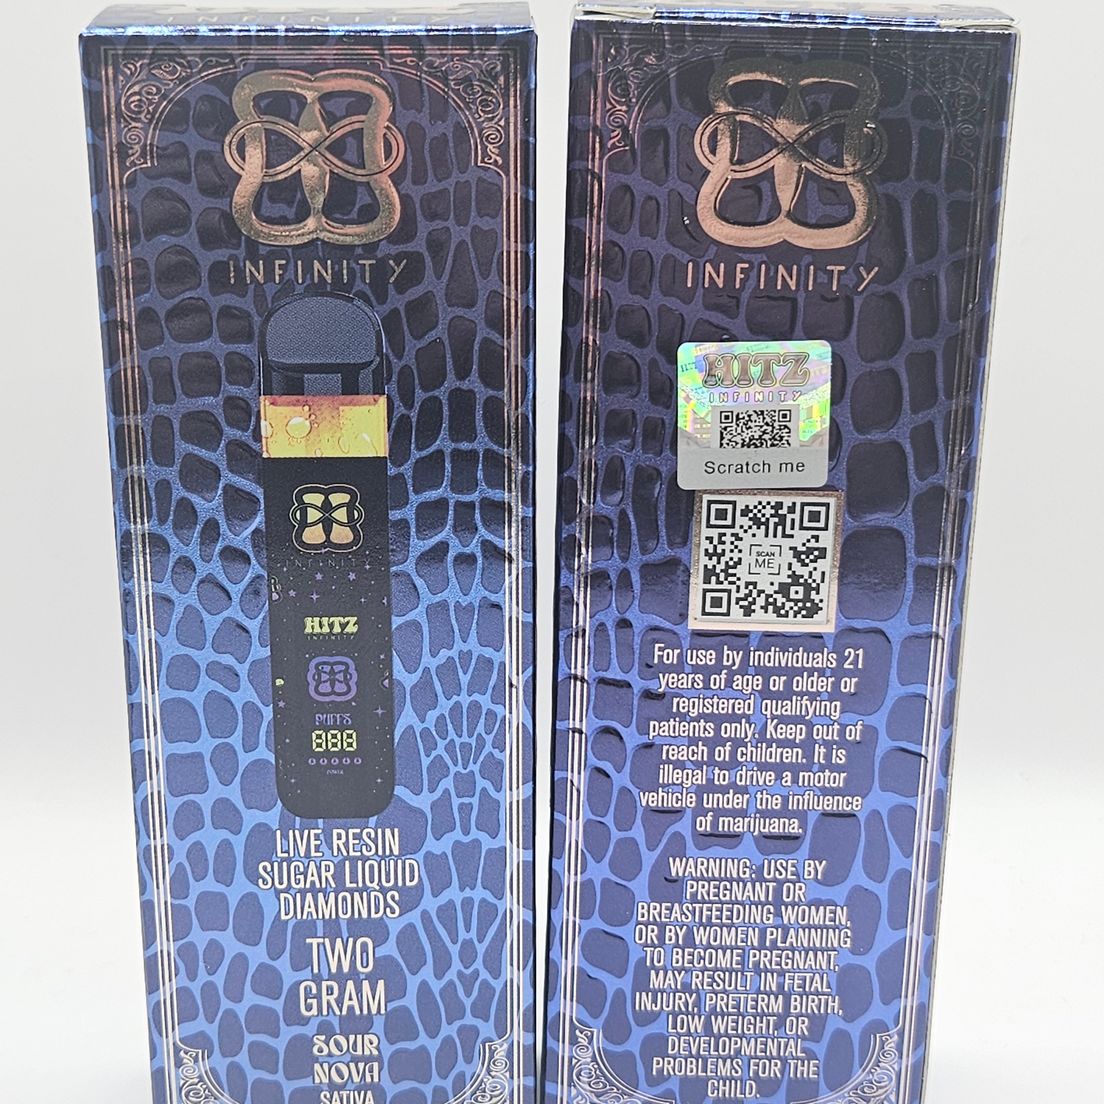 INFINITY
INFINITY
INFINITY
HITZ
INFINITY
PUFFS
888
POWER
LIVE RESIN
SUGAR LIQUID
DIAMONDS
TWO
GRAM
SOUR
NOVA
SATIVA
INFINITY
HITZ
INFINITY
Scratch me
SCAN
ME
For use by individuals 21
years of age or older or
registered qualifying
patients only. Keep out of
reach of children. It is
illegal to drive a motor
vehicle under the influence
of marijuana.
WARNING: USE BY
PREGNANT OR
BREASTFEEDING WOMEN,
OR BY WOMEN PLANNING
TO BECOME PREGNANT,
MAY RESULT IN FETAL
INJURY, PRETERM BIRTH,
LOW WEIGHT, OR
DEVELOPMENTAL
PROBLEMS FOR THE
CHILD.